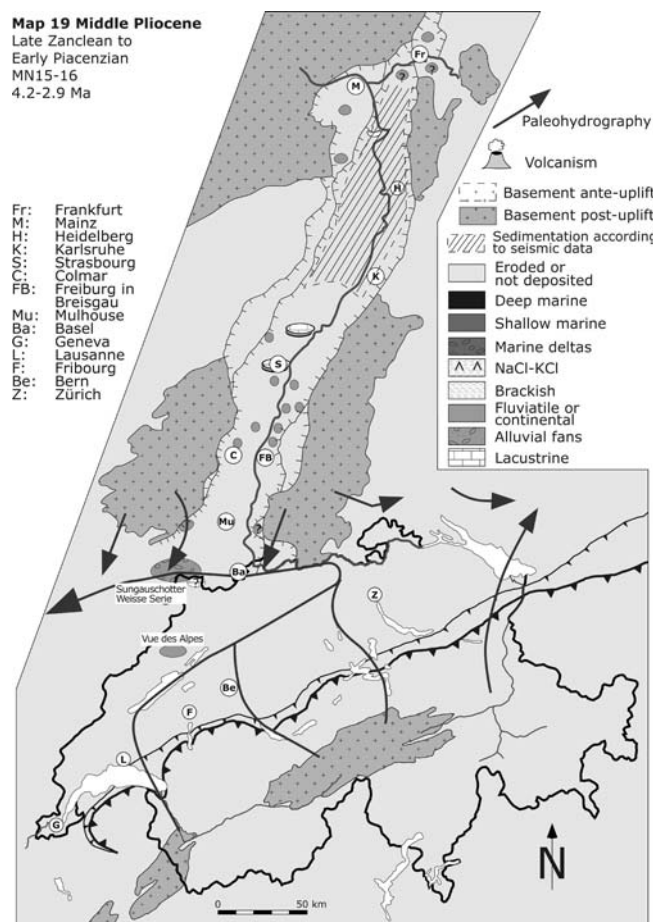 Map 19 Middle Pliocene
Late Zanclean to
Early Piacenzian
MN15-16
4.2-2.9 Ma
Fr: Frankfurt
M: Mainz
H: Heidelberg
K: Karlsruhe
S: Strasbourg
C: Colmar
FB: Freiburg in
Breisgau
Mu: Mulhouse
Ba: Basel
G: Geneva
L: Lausanne
F: Fribourg
Be: Bern
Z: Zürich
Paleohydrography
Volcanism
Basement ante-uplift
Basement post-uplift
Sedimentation according
to seismic data
Eroded or
not deposited
Deep marine
Shallow marine
Marine deltas
NaCl-KCl
Brackish
Fluviatile or
continental
Alluvial fans
Lacustrine
Fr
?
?
M
H
K
S
C
FB
Mu
?
Ba
?
Sungauschotter
Weisse Serie
Z
Vue des Alpes
Be
F
L
G
N
0 50 km